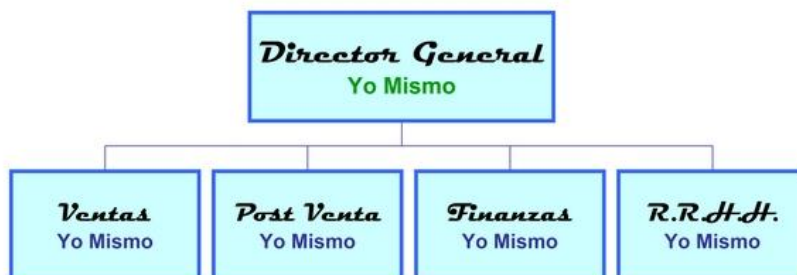 Director General
Yo Mismo
Ventas
Yo Mismo
Post Venta
Yo Mismo
Finanzas
Yo Mismo
R.R.H.H.
Yo Mismo